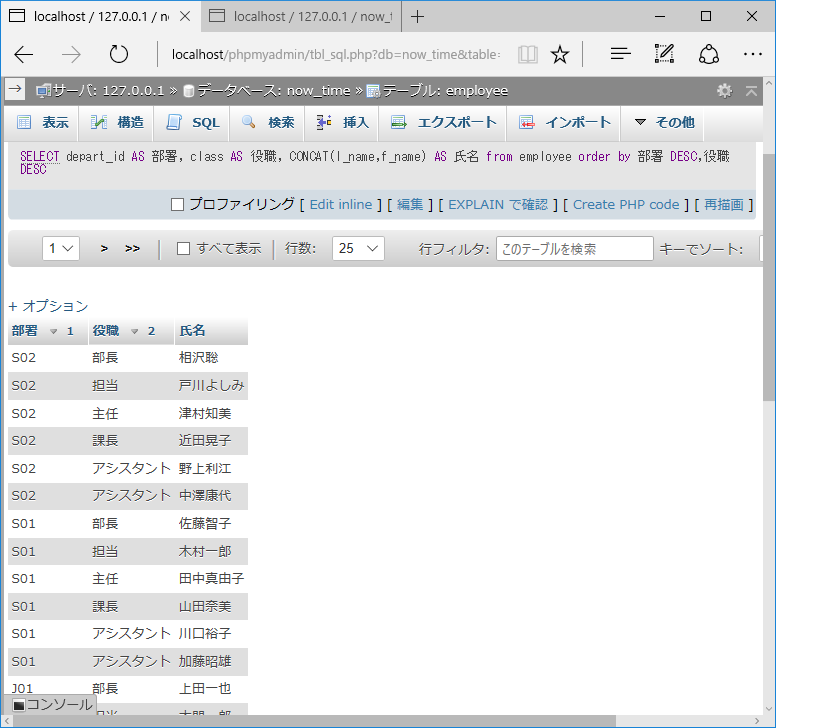 localhost / 127.0.0.1 / n
localhost / 127.0.0.1 / now_t
localhost/phpmyadmin/tbl_sql.php?db=now_time&table=
サーバ: 127.0.0.1 » データベース: now_time » テーブル: employee
表示 構造 SQL 検索 挿入 エクスポート インポート その他
SELECT depart_id AS 部署, class AS 役職, CONCAT(l_name,f_name) AS 氏名 from employee order by 部署 DESC,役職
DESC
プロファイリング [ Edit inline ] [ 編集 ] [ EXPLAIN で確認 ] [ Create PHP code ] [ 再描画 ]
1 > >> | すべて表示 | 行数: 25 行フィルタ: このテーブルを検索 キーでソート:
+ オプション
部署 1 役職 2 氏名
S02 部長 相沢聡
S02 担当 戸川よしみ
S02 主任 津村知美
S02 課長 近田晃子
S02 アシスタント 野上利江
S02 アシスタント 中澤康代
S01 部長 佐藤智子
S01 担当 木村一郎
S01 主任 田中真由子
S01 課長 山田奈美
S01 アシスタント 川口裕子
S01 アシスタント 加藤昭雄
J01 部長 上田一也
コンソール